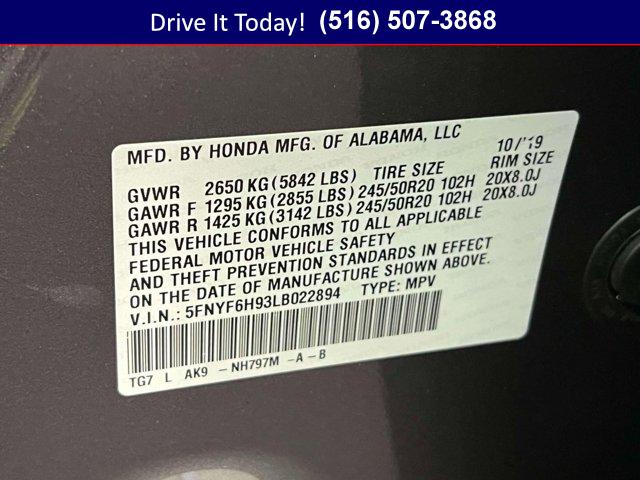 Drive It Today! (516) 507-3868
MFD. BY HONDA MFG. OF ALABAMA, LLC 10/'19
GVWR 2650 KG (5842 LBS) TIRE SIZE RIM SIZE
GAWR F 1295 KG (2855 LBS) 245/50R20 102H 20X8.0J
GAWR R 1425 KG (3142 LBS) 245/50R20 102H 20X8.0J
THIS VEHICLE CONFORMS TO ALL APPLICABLE
FEDERAL MOTOR VEHICLE SAFETY
AND THEFT PREVENTION STANDARDS IN EFFECT
ON THE DATE OF MANUFACTURE SHOWN ABOVE.
V.I.N.: 5FNYF6H93LB022894 TYPE: MPV
TG7 L AK9 -NH797M -A-B